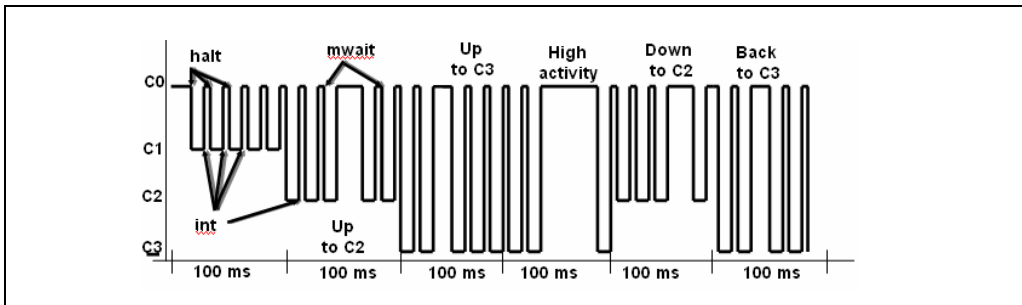 halt
mwait
Up
to C3
High
activity
Down
to C2
Back
to C3
C0
C1
C2
C3
int
Up
to C2
100 ms
100 ms
100 ms
100 ms
100 ms
100 ms